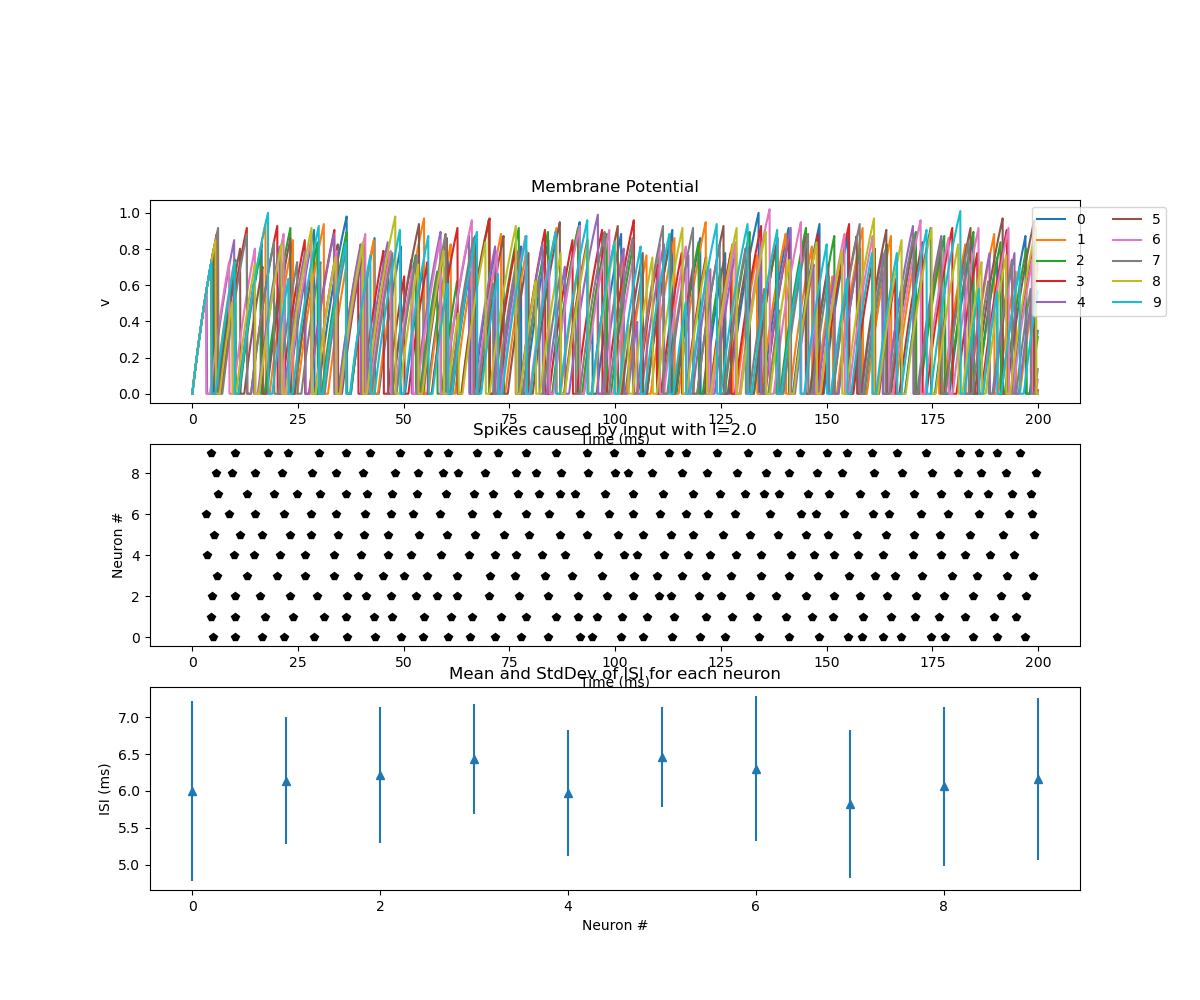 Membrane Potential
1.0
0.8
0.6
0.4
0.2
0.0
v
0 5
1 6
2 7
3 8
4 9
0 25 50 75 100 125 150 175 200
Time (ms)
Spikes caused by input with I=2.0
8
6
4
2
0
Neuron #
0 25 50 75 100 125 150 175 200
Time (ms)
Mean and StdDev of ISI for each neuron
7.0
6.5
6.0
5.5
5.0
ISI (ms)
0 2 4 6 8
Neuron #